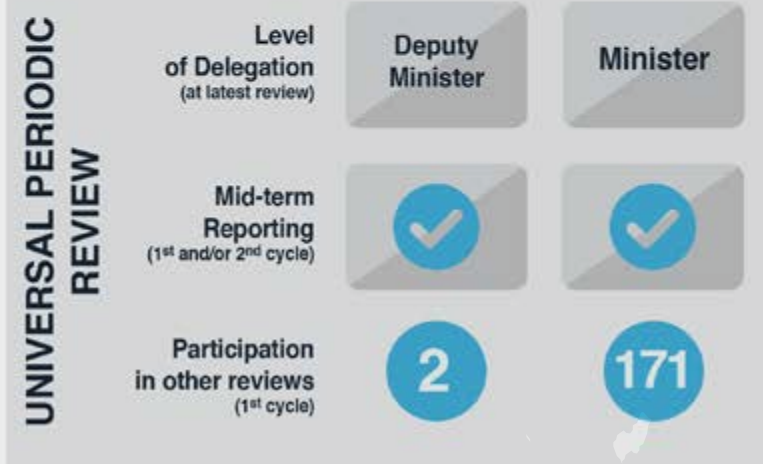 UNIVERSAL PERIODIC
REVIEW
Level
of Delegation
(at latest review)
Deputy
Minister
Minister
Mid-term
Reporting
(1st and/or 2nd cycle)
Participation
in other reviews
(1st cycle)
2
171